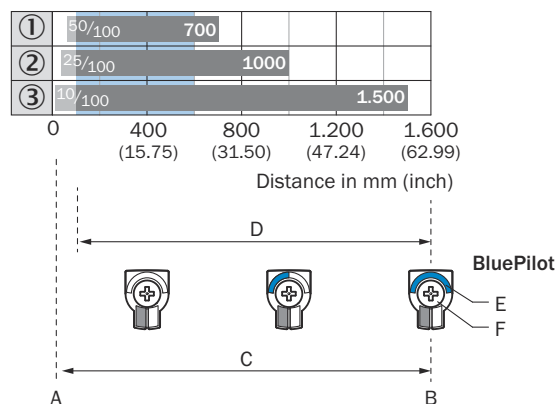 ① 50/100 700
② 25/100 1000
③ 10/100 1.500
0 400 800 1.200 1.600
(15.75) (31.50) (47.24) (62.99)
Distance in mm (inch)
D
BluePilot
E
F
C
A B